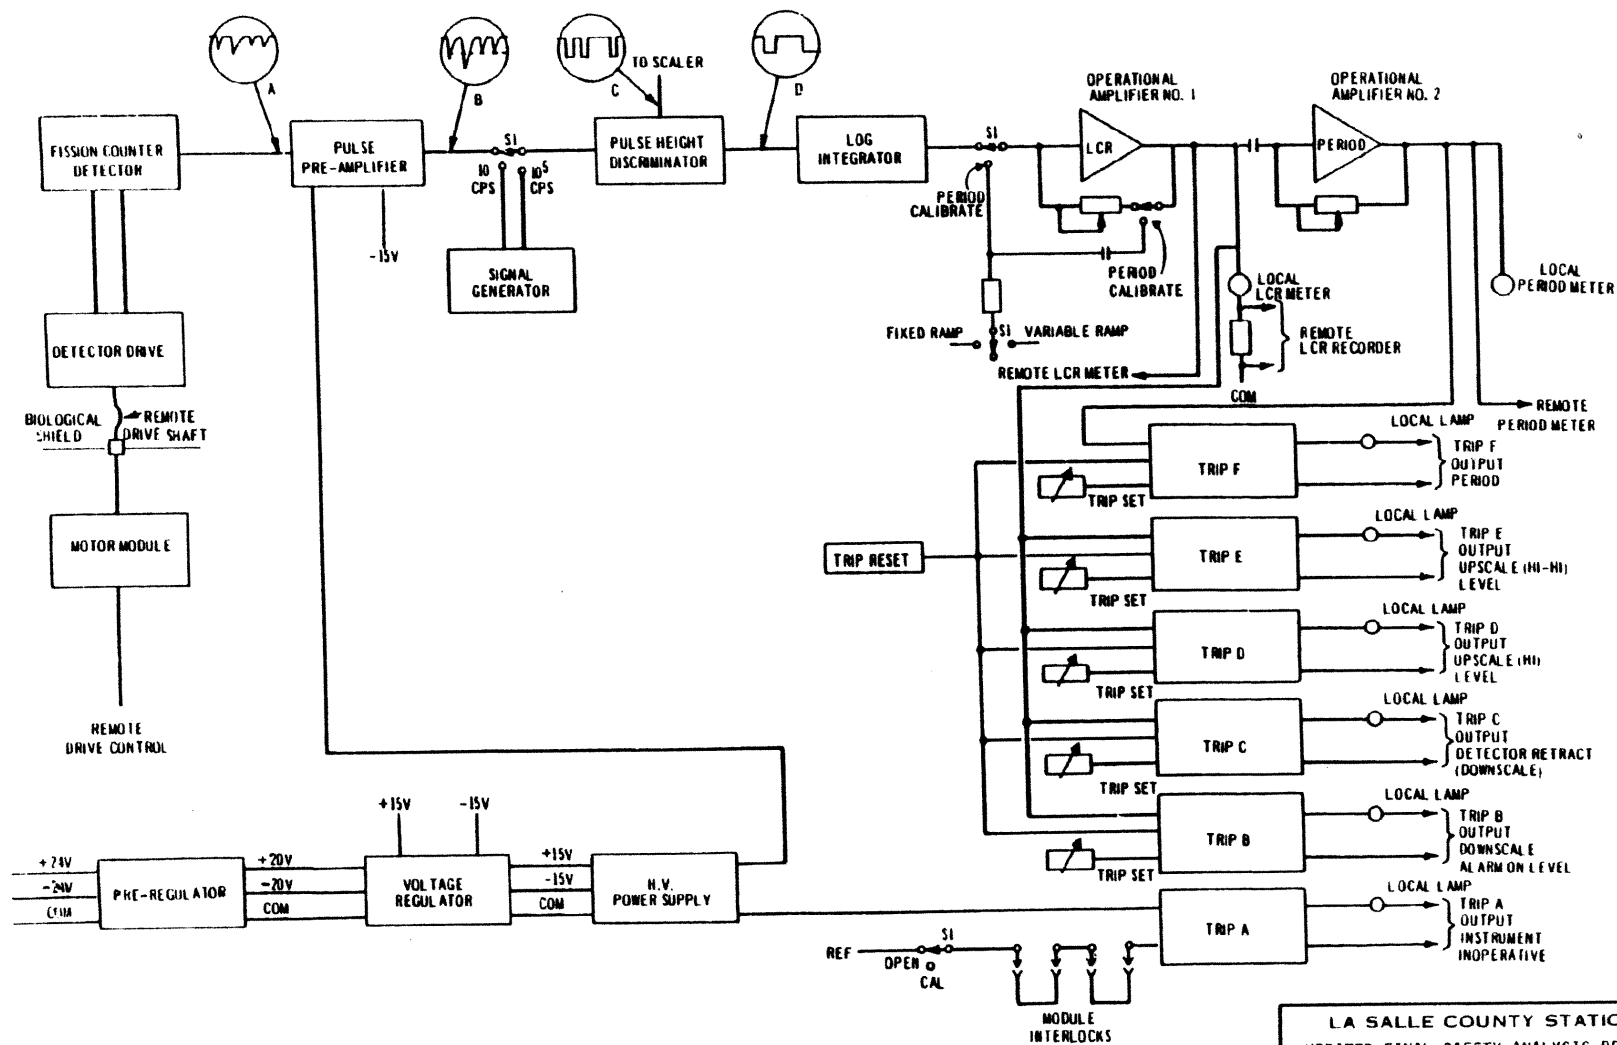 A
B
C
D
TO SCALER
FISSION COUNTER
DETECTOR
PULSE
PRE-AMPLIFIER
S1
10
CPS
10^5
CPS
-15V
SIGNAL
GENERATOR
PULSE HEIGHT
DISCRIMINATOR
LOG
INTEGRATOR
S1
PERIOD
CALIBRATE
OPERATIONAL
AMPLIFIER NO. 1
LCR
PERIOD
CALIBRATE
OPERATIONAL
AMPLIFIER NO. 2
PERIOD
LOCAL
PERIOD METER
FIXED RAMP
S1
VARIABLE RAMP
LOCAL
LCR METER
REMOTE
LCR RECORDER
REMOTE LCR METER
COM
REMOTE
PERIOD METER
DETECTOR DRIVE
BIOLOGICAL
SHIELD
REMOTE
DRIVE SHAFT
MOTOR MODULE
REMOTE
DRIVE CONTROL
TRIP RESET
TRIP F
TRIP SET
LOCAL LAMP
TRIP F
OUTPUT
PERIOD
TRIP E
TRIP SET
LOCAL LAMP
TRIP E
OUTPUT
UPSCALE (HI-HI)
LEVEL
TRIP D
TRIP SET
LOCAL LAMP
TRIP D
OUTPUT
UPSCALE (HI)
LEVEL
TRIP C
TRIP SET
LOCAL LAMP
TRIP C
OUTPUT
DETECTOR RETRACT
(DOWNSCALE)
TRIP B
TRIP SET
LOCAL LAMP
TRIP B
OUTPUT
DOWNSCALE
ALARM ON LEVEL
TRIP A
LOCAL LAMP
TRIP A
OUTPUT
INSTRUMENT
INOPERATIVE
+24V
-24V
COM
PRE-REGULATOR
+20V
-20V
COM
+15V
-15V
VOLTAGE
REGULATOR
+15V
-15V
COM
H.V.
POWER SUPPLY
REF
OPEN
S1
CAL
MODULE
INTERLOCKS
LA SALLE COUNTY STATIO